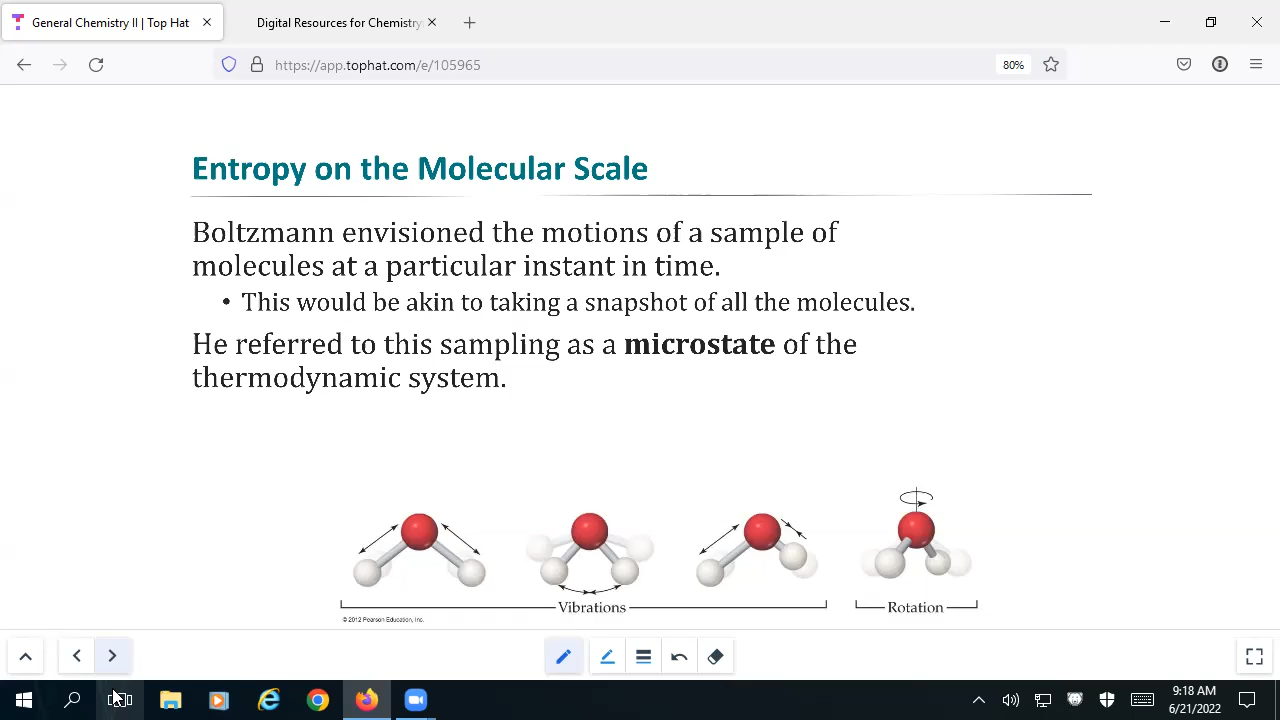 General Chemistry II | Top Hat
Digital Resources for Chemistry
https://app.tophat.com/e/105965
80%
Entropy on the Molecular Scale
Boltzmann envisioned the motions of a sample of
molecules at a particular instant in time.
• This would be akin to taking a snapshot of all the molecules.
He referred to this sampling as a microstate of the
thermodynamic system.
Vibrations
Rotation
© 2012 Pearson Education, Inc.
9:18 AM
6/21/2022